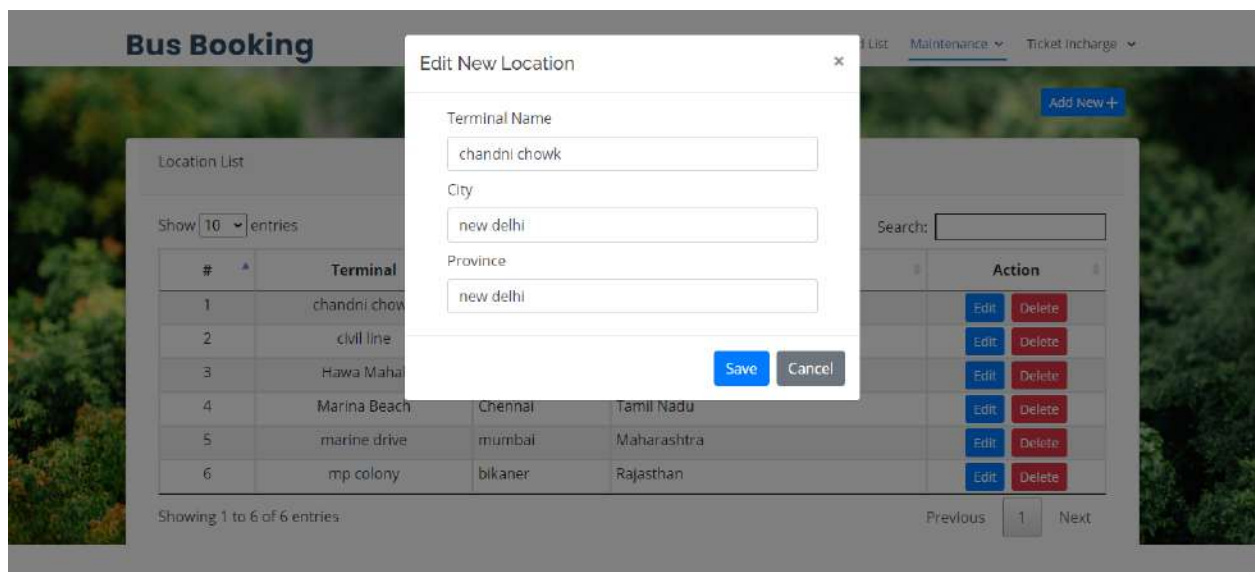 Bus Booking
List Maintenance Ticket Incharge
Add New +
Edit New Location ×
Terminal Name
chandni chowk
City
new delhi
Province
new delhi
Save Cancel
Location List
Show 10 entries
Search:
# Terminal Action
1 chandni chow Edit Delete
2 civil line Edit Delete
3 Hawa Mahal Edit Delete
4 Marina Beach Chennai Tamil Nadu Edit Delete
5 marine drive mumbai Maharashtra Edit Delete
6 mp colony bikaner Rajasthan Edit Delete
Showing 1 to 6 of 6 entries
Previous 1 Next